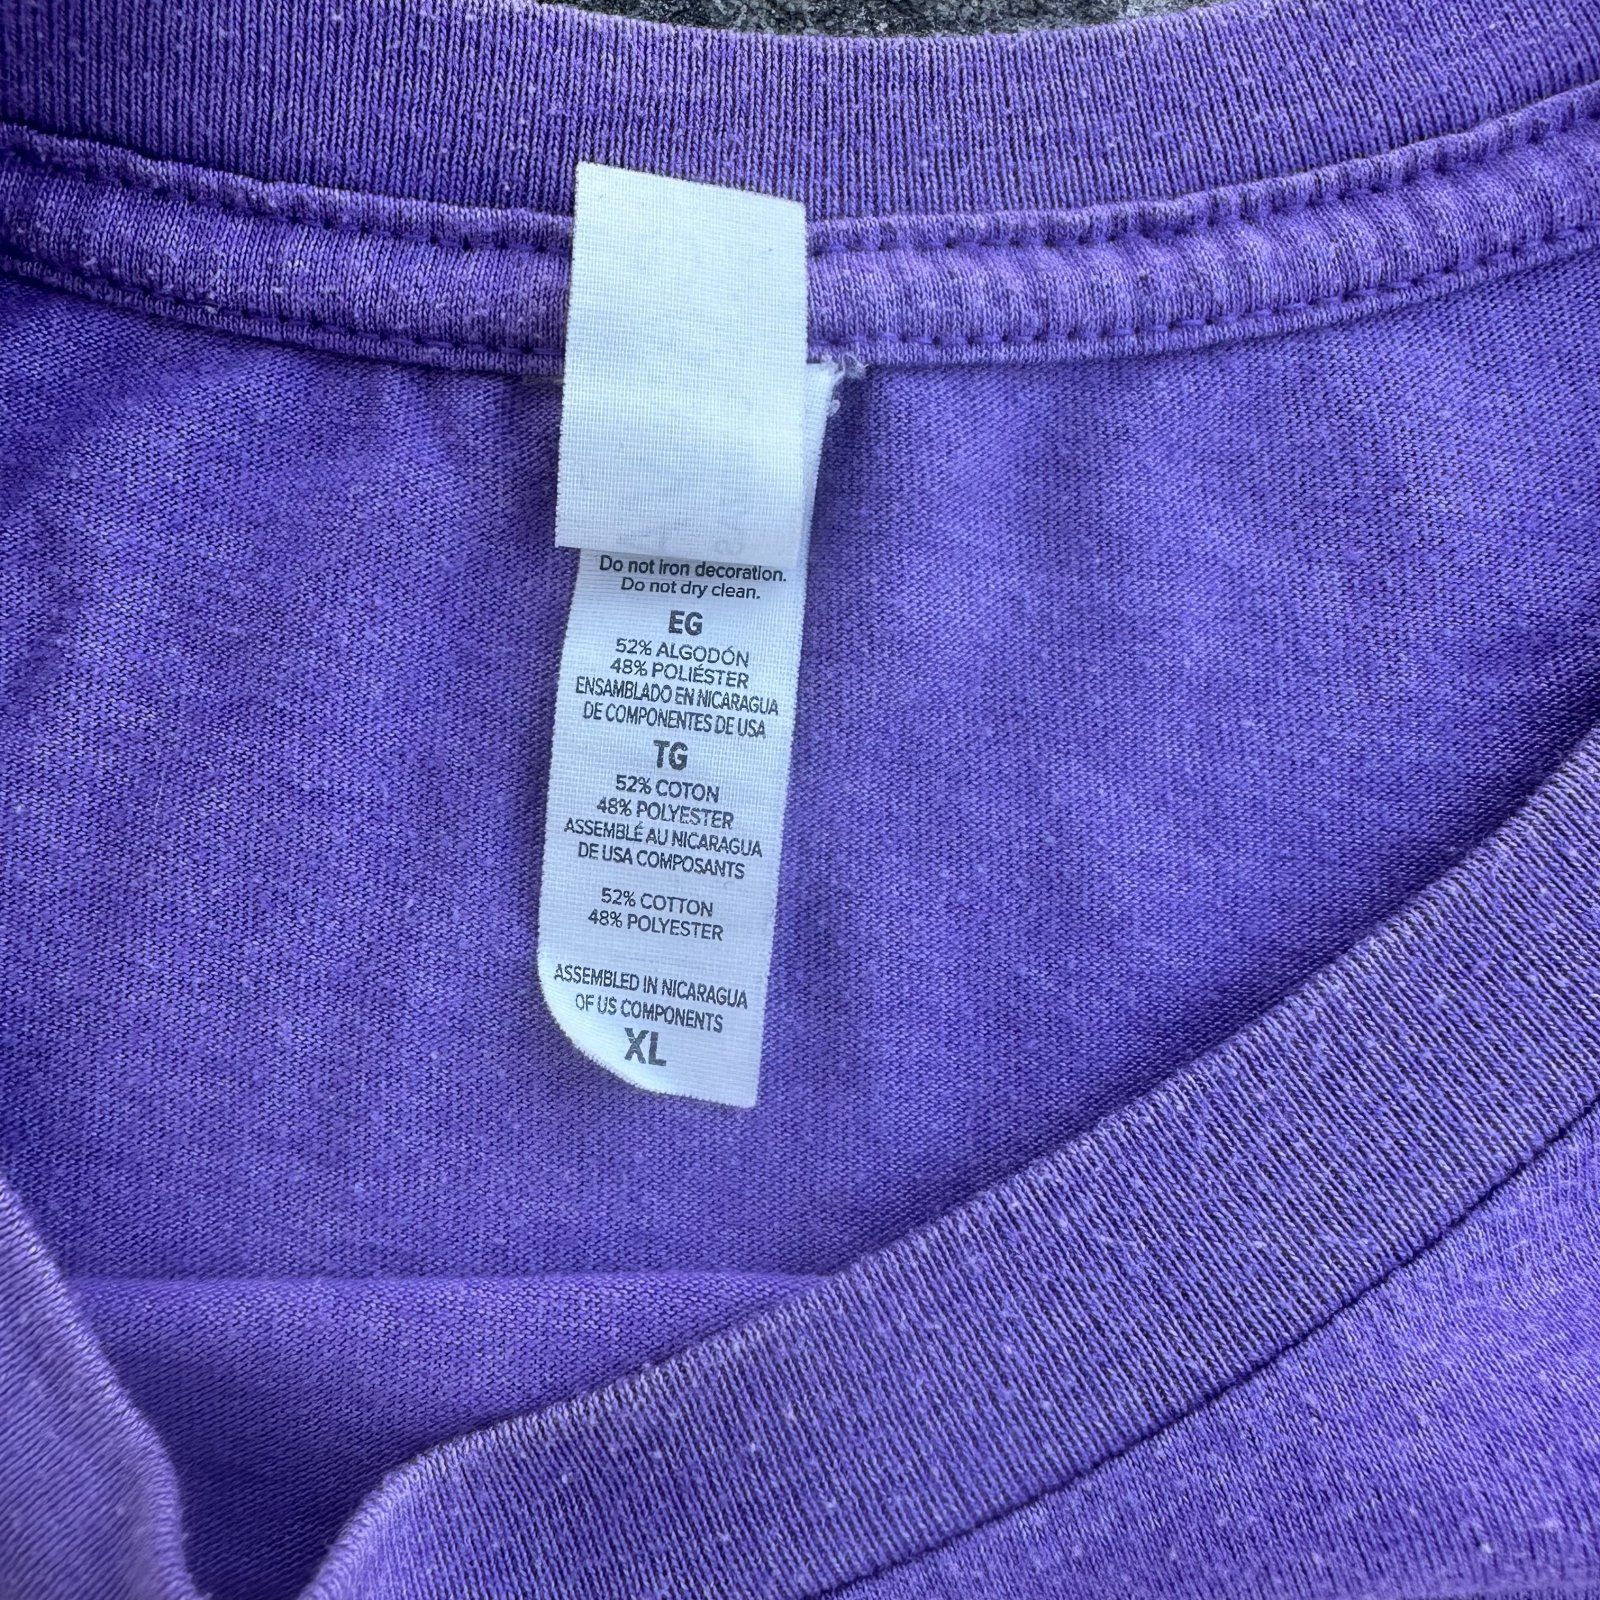 Do not iron decoration.
Do not dry clean.
EG
52% ALGODÓN
48% POLIÉSTER
ENSAMBLADO EN NICARAGUA
DE COMPONENTES DE USA
TG
52% COTON
48% POLYESTER
ASSEMBLÉ AU NICARAGUA
DE USA COMPOSANTS
52% COTTON
48% POLYESTER
ASSEMBLED IN NICARAGUA
OF US COMPONENTS
XL